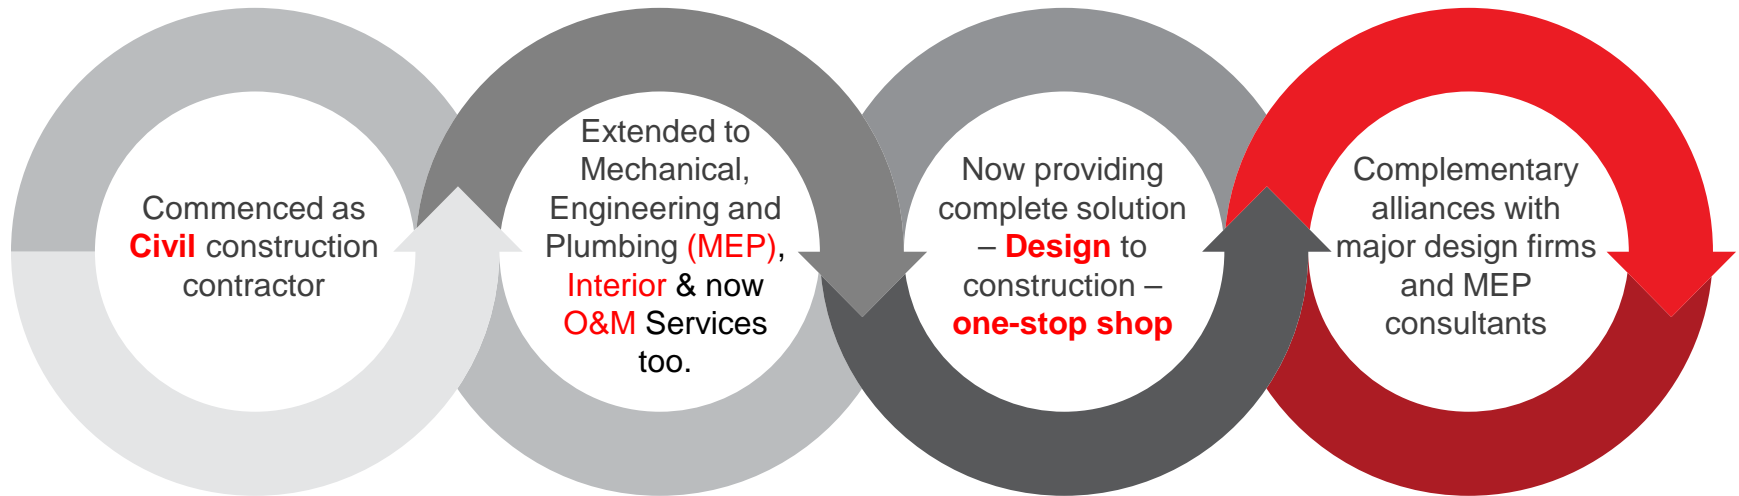 Commenced as
Civil construction
contractor
Extended to
Mechanical,
Engineering and
Plumbing (MEP),
Interior & now
O&M Services
too.
Now providing
complete solution
– Design to
construction –
one-stop shop
Complementary
alliances with
major design firms
and MEP
consultants